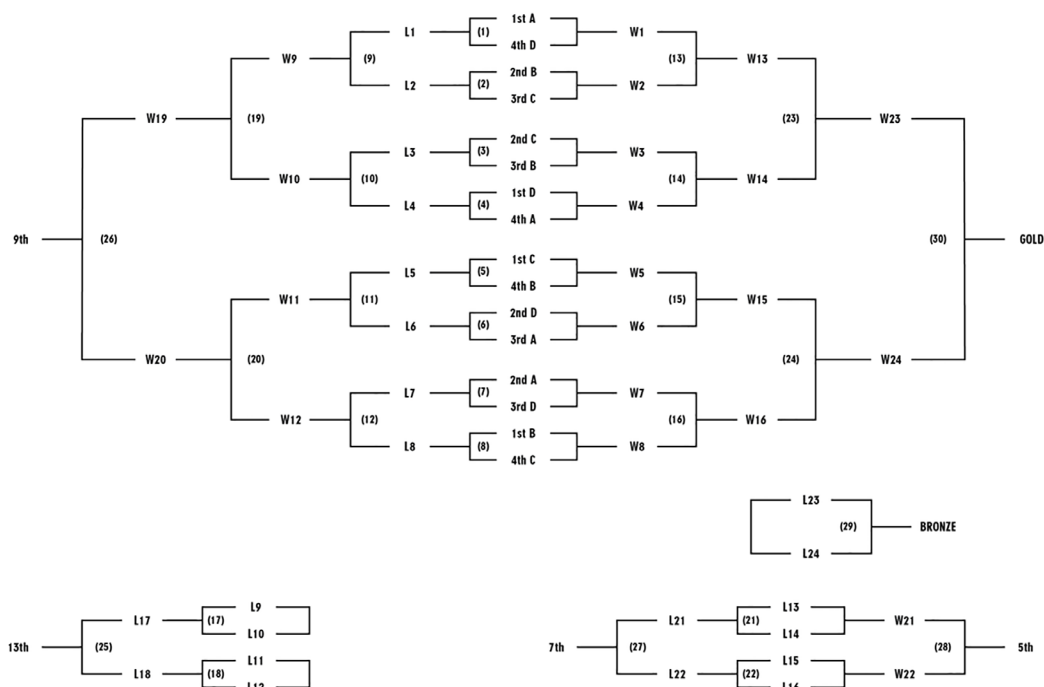 1st A
L1 (1) W1
4th D
W9 (9) (13) W13
2nd B
L2 (2) W2
3rd C
W19 (19) (23) W23
2nd C
L3 (3) W3
3rd B
W10 (10) (14) W14
1st D
L4 (4) W4
4th A
9th (26) (30) GOLD
1st C
L5 (5) W5
4th B
W11 (11) (15) W15
2nd D
L6 (6) W6
3rd A
W20 (20) (24) W24
2nd A
L7 (7) W7
3rd D
W12 (12) (16) W16
1st B
L8 (8) W8
4th C
L23
(29) BRONZE
L24
L9 L13
L17 (17) L21 (21) W21
L10 L14
13th (25) 7th (27) (28) 5th
L11 L15
L18 (18) L22 (22) W22
L12 L16